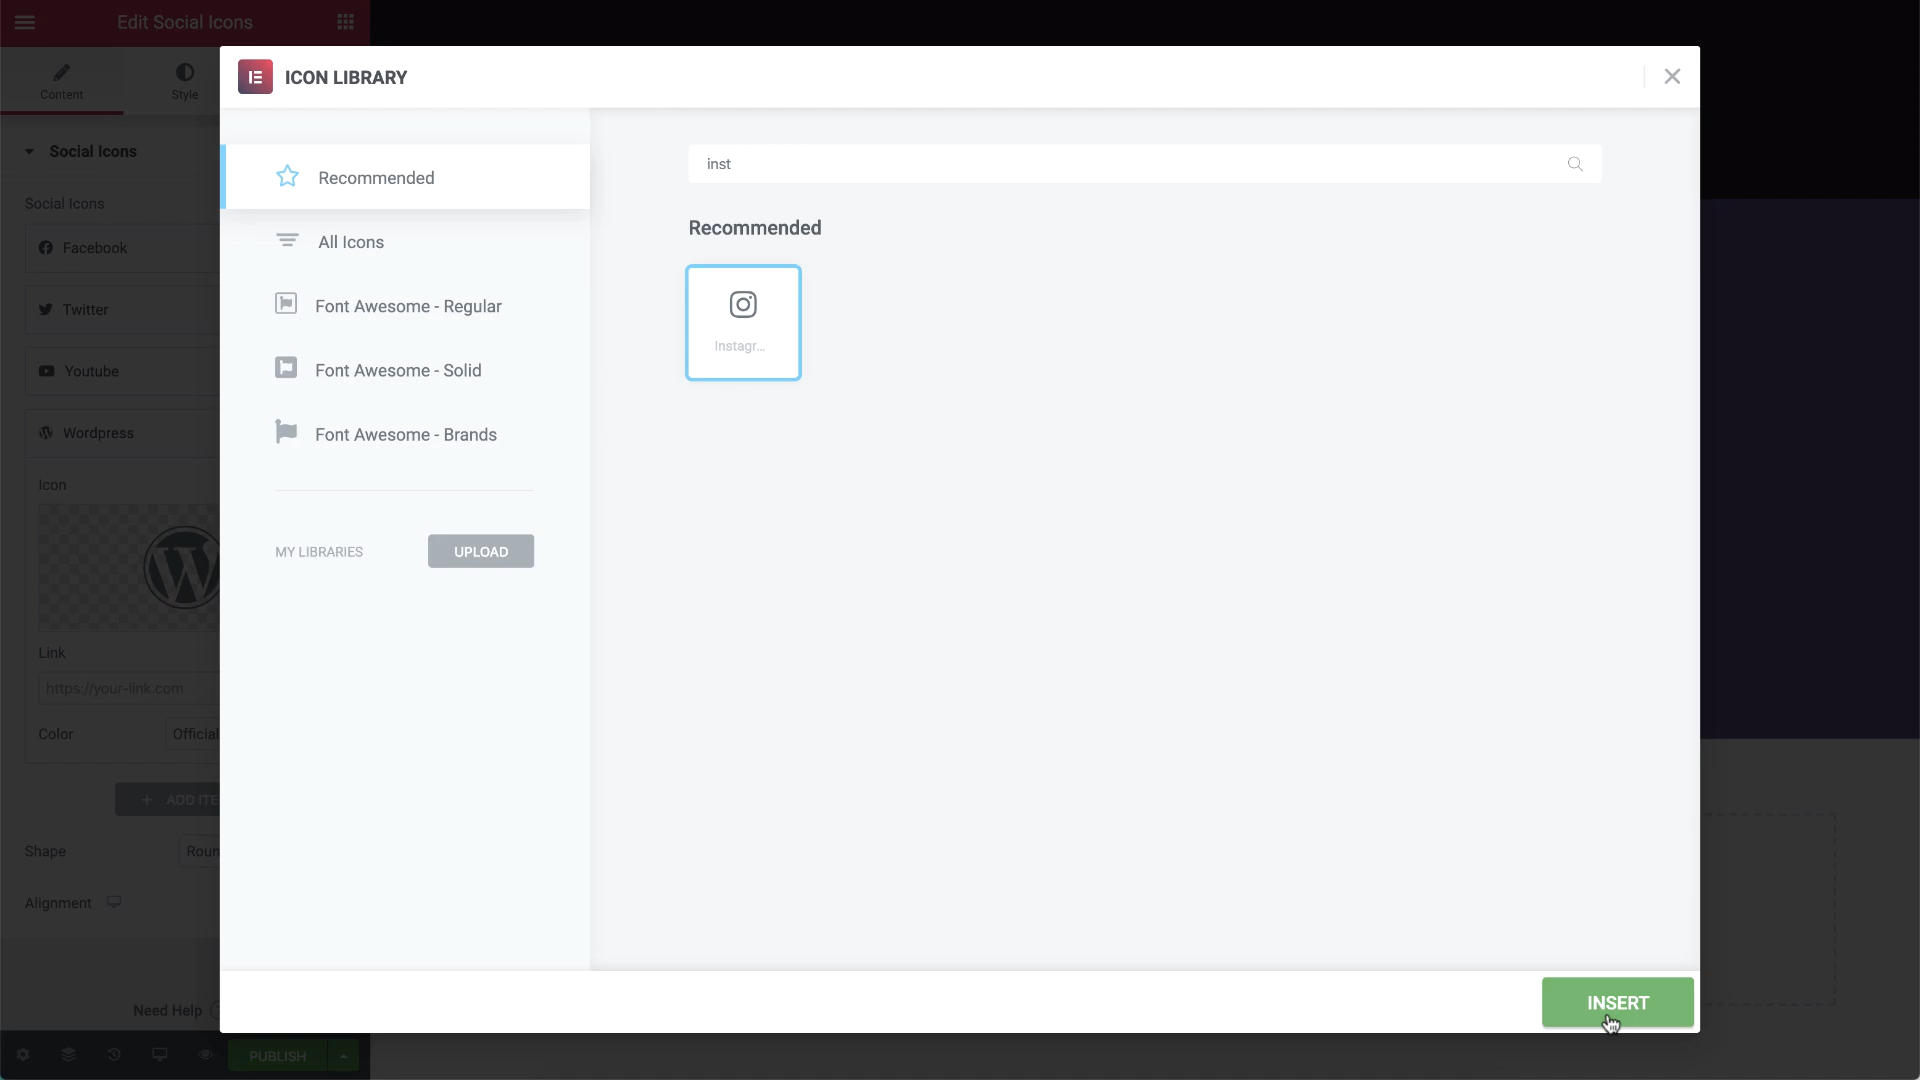 Edit Social Icons
Content
Style
Social Icons
Social Icons
Facebook
Twitter
Youtube
Wordpress
Icon
Link
https://your-link.com
Color
Official
+ ADD ITE
Shape
Roun
Alignment
Need Help
PUBLISH
ICON LIBRARY
Recommended
All Icons
Font Awesome - Regular
Font Awesome - Solid
Font Awesome - Brands
MY LIBRARIES
UPLOAD
inst
Recommended
Instagr...
INSERT